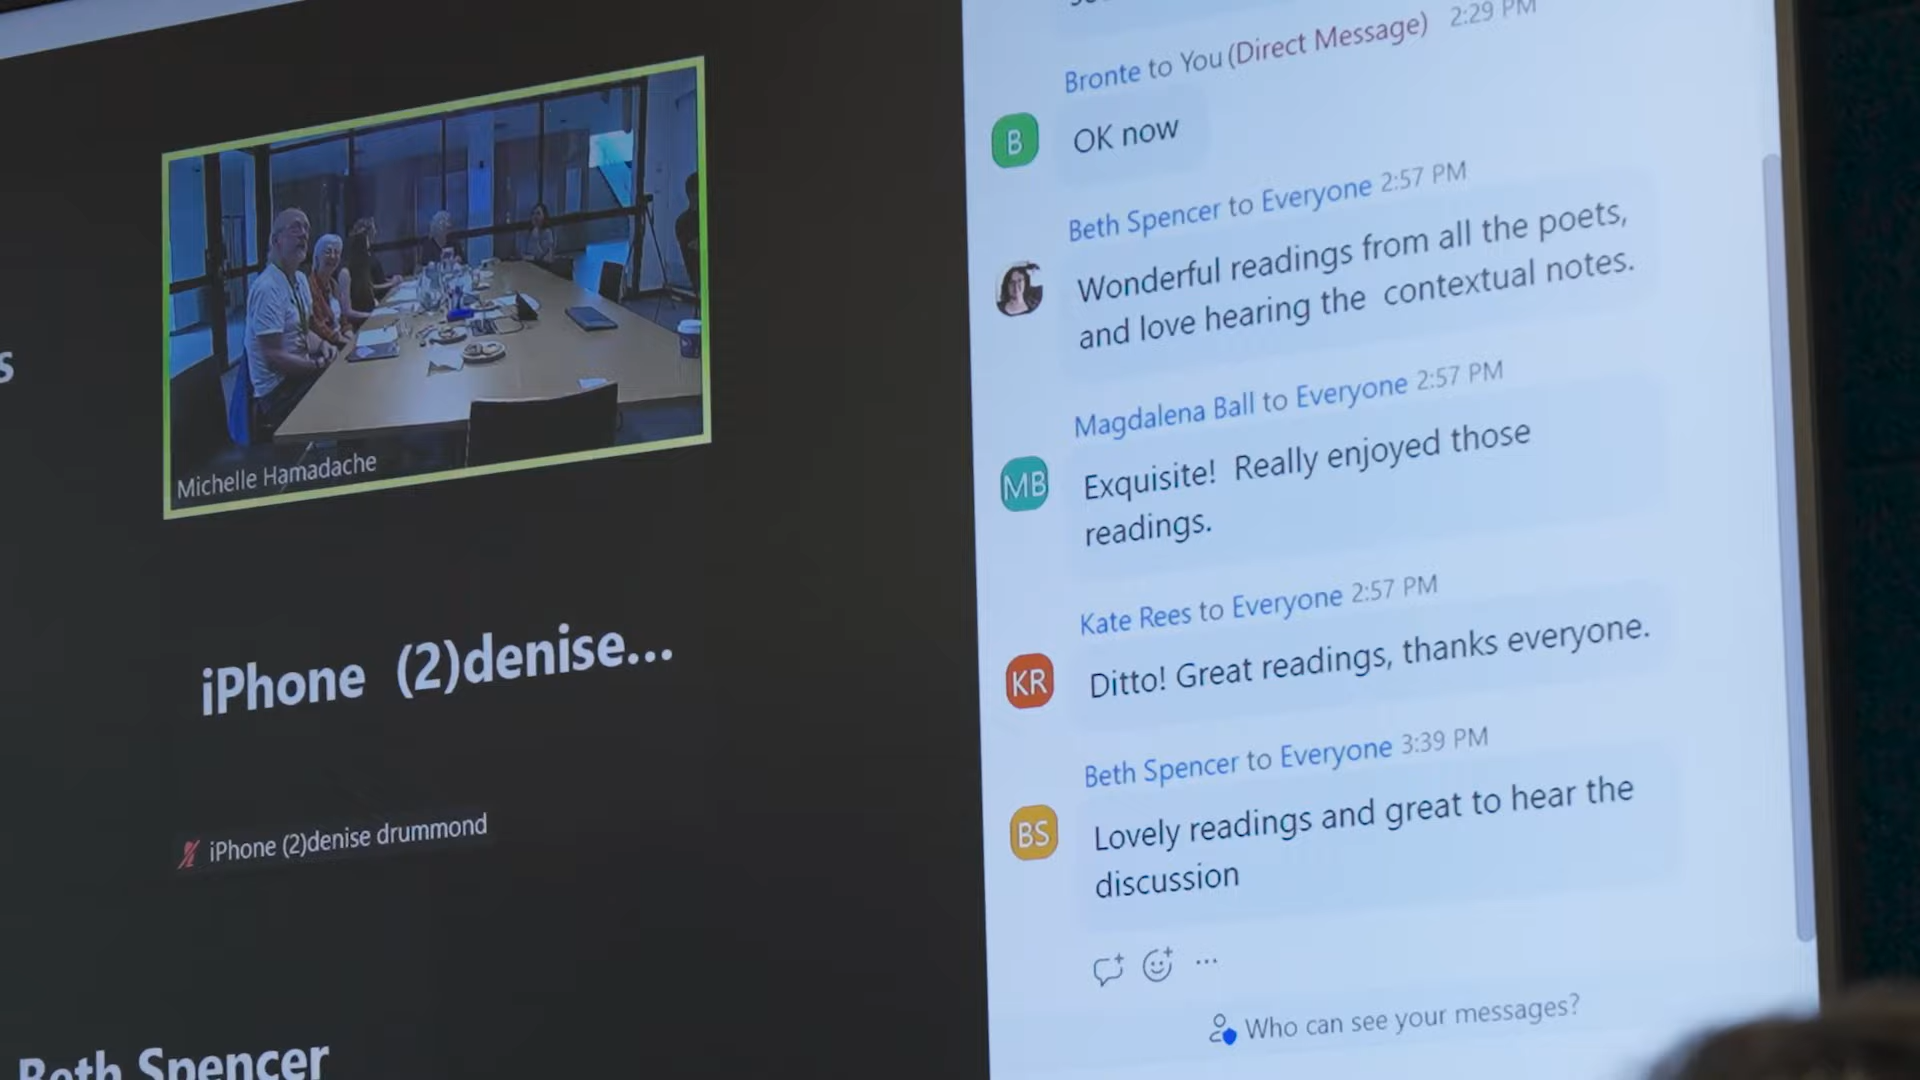 s
Michelle Hamadache
iPhone (2)denise...
iPhone (2)denise drummond
Beth Spencer
Bronte to You (Direct Message) 2:29 PM
B
OK now
Beth Spencer to Everyone 2:57 PM
Wonderful readings from all the poets,
and love hearing the contextual notes.
Magdalena Ball to Everyone 2:57 PM
MB
Exquisite! Really enjoyed those
readings.
Kate Rees to Everyone 2:57 PM
KR
Ditto! Great readings, thanks everyone.
Beth Spencer to Everyone 3:39 PM
BS
Lovely readings and great to hear the
discussion
...
Who can see your messages?